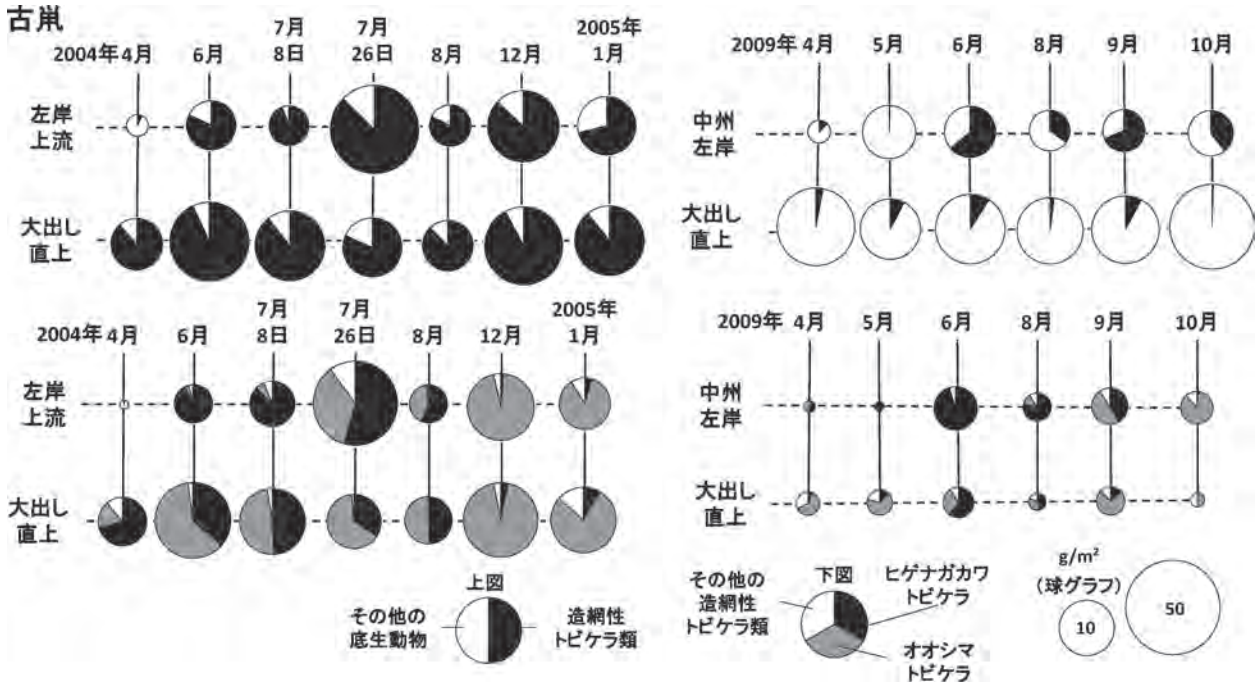 古巣
7月 7月 2005年
2004年4月 6月 8日 26日 8月 12月 1月
左岸
上流
大出し
直上
2009年4月 5月 6月 8月 9月 10月
中州
左岸
大出し
直上
7月 7月 2005年
2004年4月 6月 8日 26日 8月 12月 1月
左岸
上流
大出し
直上
2009年4月 5月 6月 8月 9月 10月
中州
左岸
大出し
直上
上図
その他の
底生動物
造網性
トビケラ類
下図
その他の
造網性
トビケラ類
ヒゲナガカワ
トビケラ
オオシマ
トビケラ
g/m²
(球グラフ)
10
50